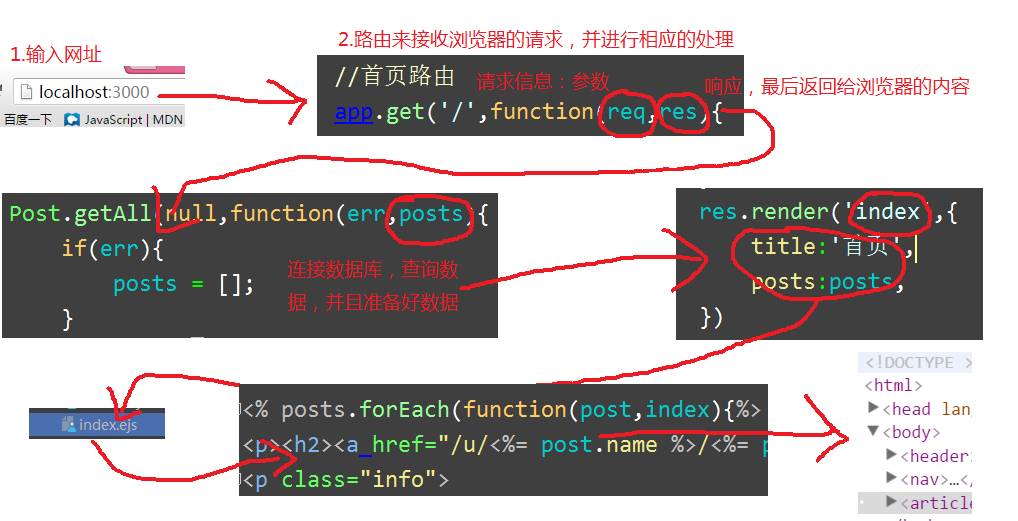 1.输入网址
2.路由来接收浏览器的请求，并进行相应的处理
localhost:3000
百度一下 JavaScript | MDN
//首页路由 请求信息：参数
响应，最后返回给浏览器的内容
app.get('/',function(req,res){
Post.getAll(null,function(err,posts){
if(err){
posts = [];
}
连接数据库，查询数
据，并且准备好数据
res.render('index',{
title:'首页',
posts:posts,
})
index.ejs
<% posts.forEach(function(post,index){%>
<p><h2><a href="/u/<%= post.name %>/<%= p
<p class="info">
<!DOCTYPE >
<html>
<head lan
<body>
<header
<nav>…</
<article
</body>